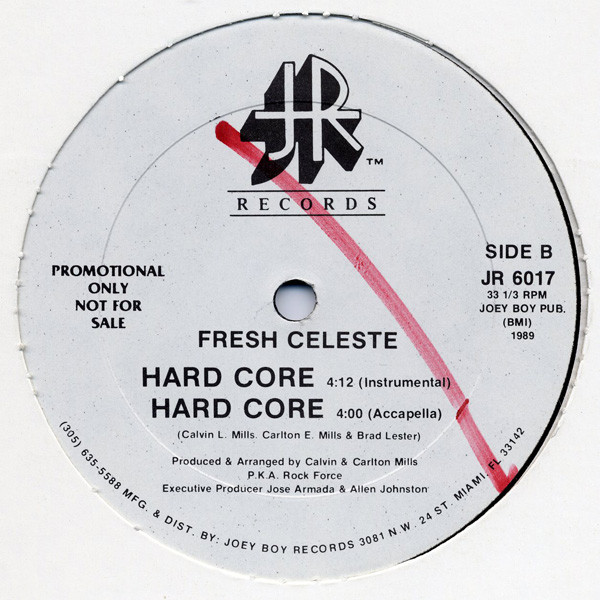 JR
TM
RECORDS
PROMOTIONAL
ONLY
NOT FOR
SALE
SIDE B
JR 6017
33 1/3 RPM
JOEY BOY PUB.
(BMI)
1989
FRESH CELESTE
HARD CORE 4:12 (Instrumental)
HARD CORE 4:00 (Accapella)
(Calvin L. Mills. Carlton E. Mills & Brad Lester)
Produced & Arranged by Calvin & Carlton Mills
P.K.A. Rock Force
Executive Producer Jose Armada & Allen Johnston
(305) 635-5588 MFG. & DIST. BY: JOEY BOY RECORDS 3081 N.W. 24 ST. MIAMI, FL 33142